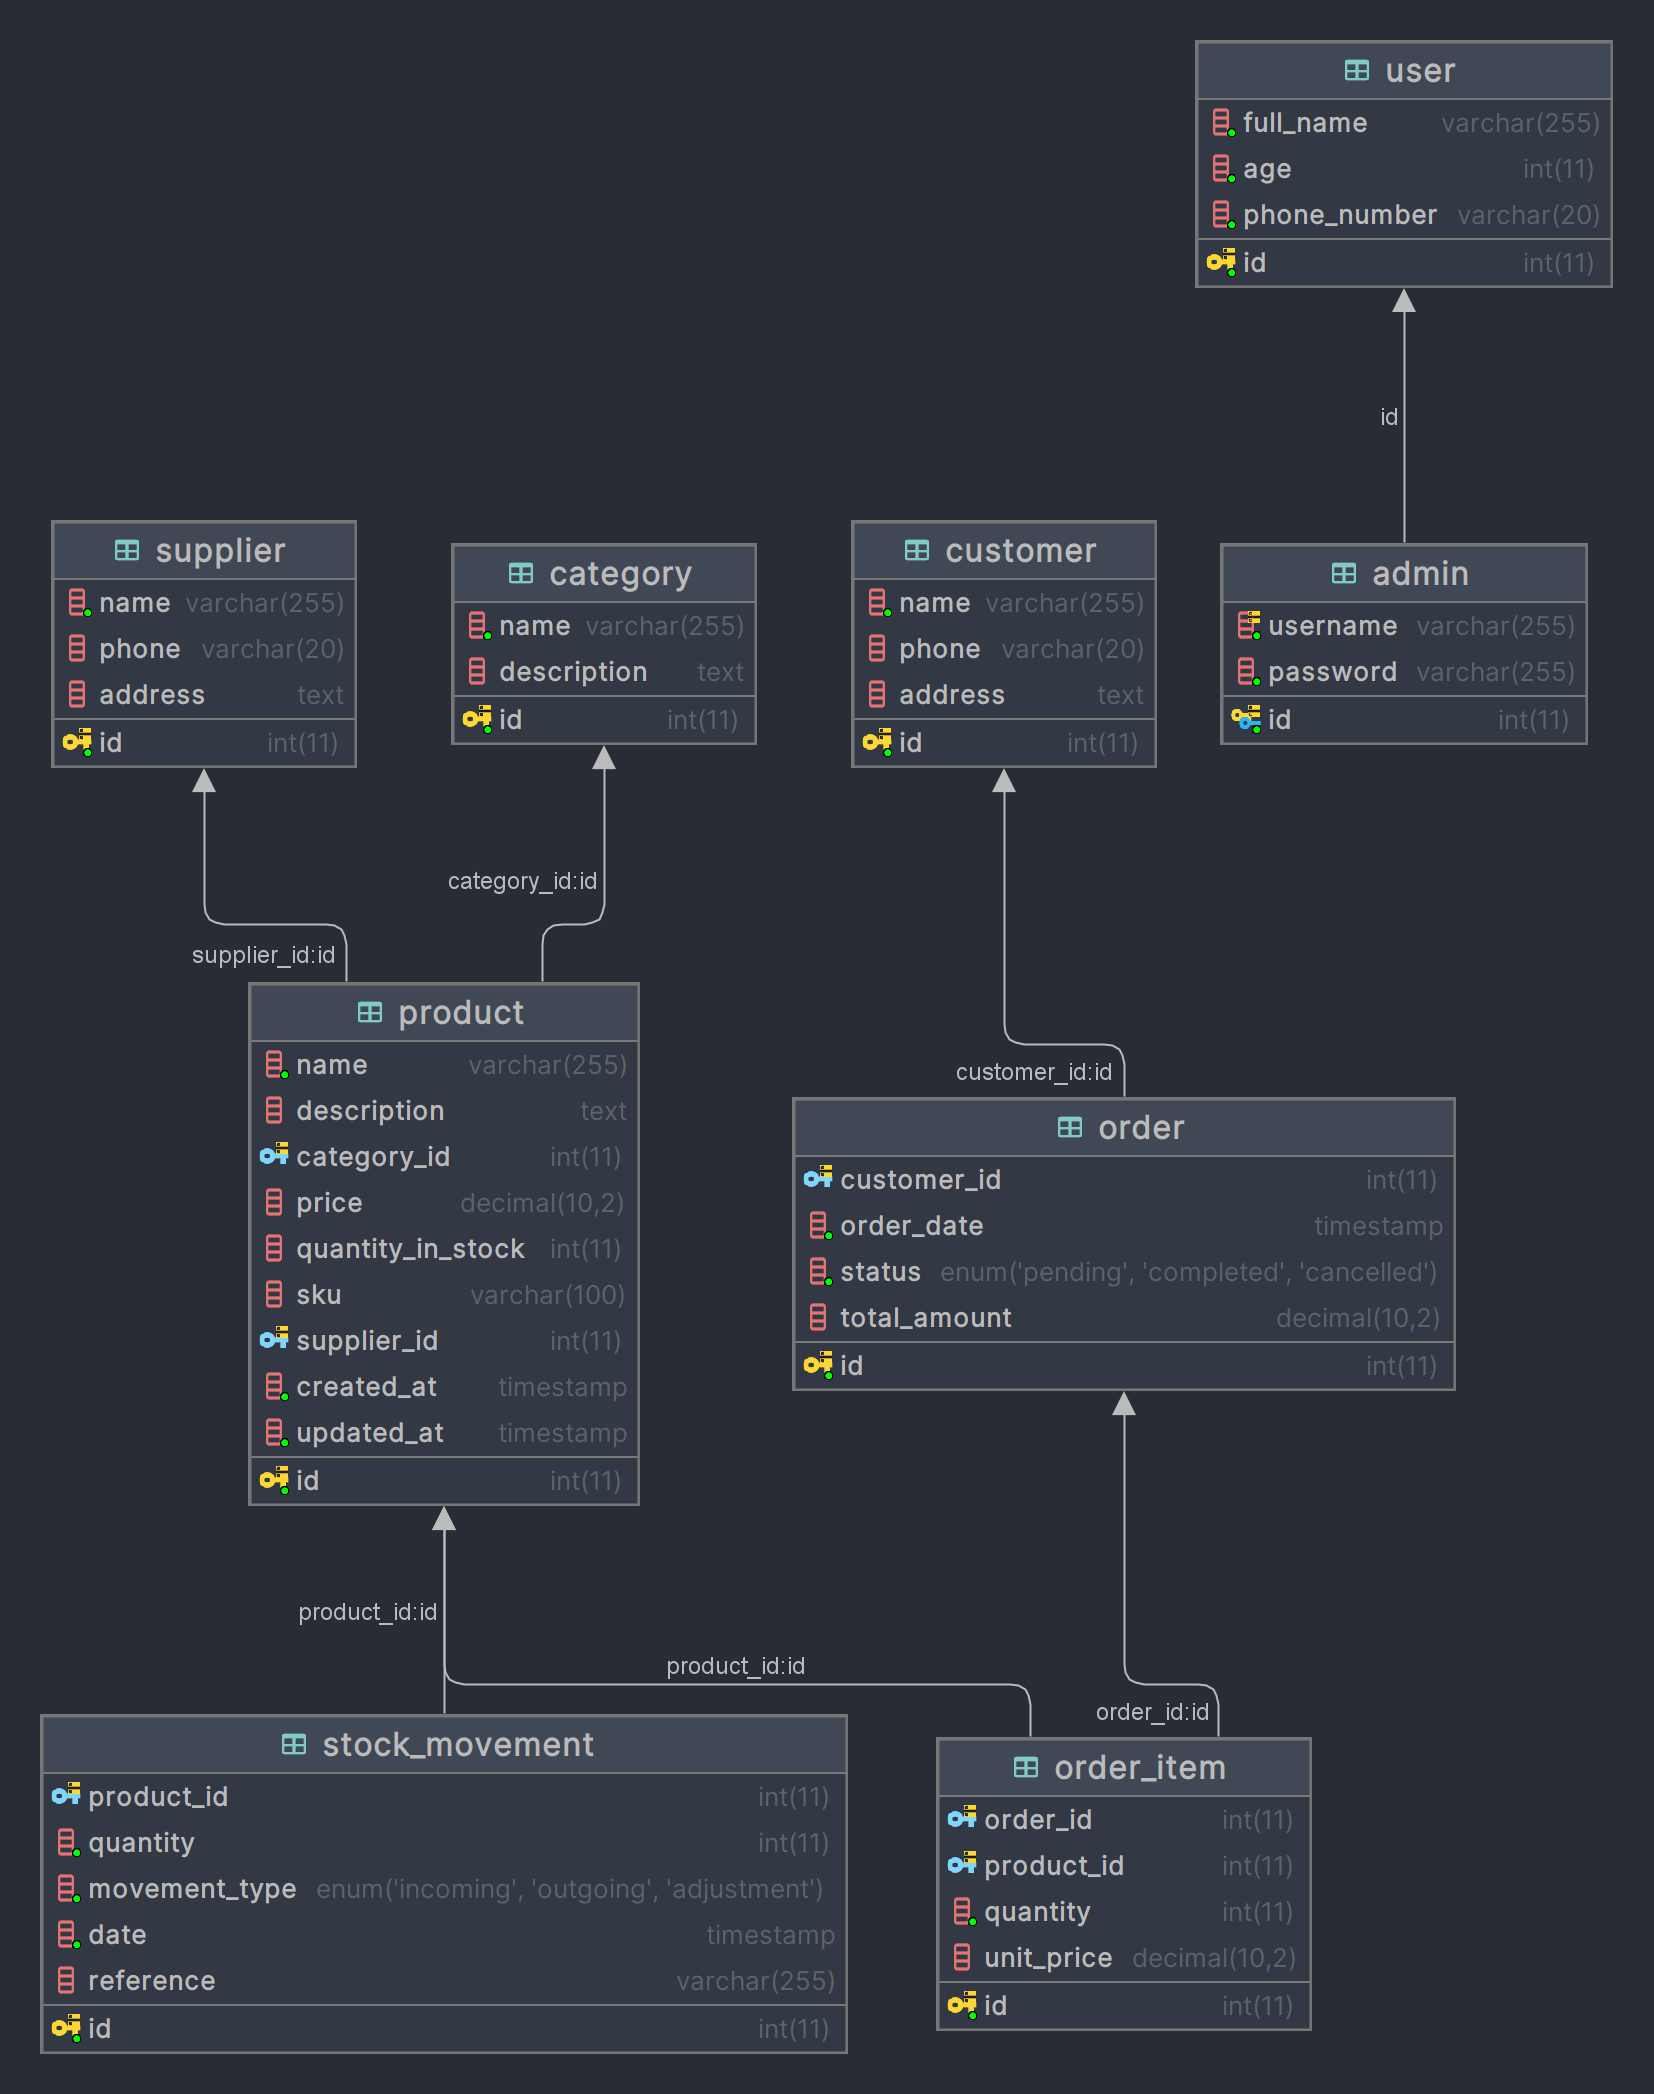 user
full_name varchar(255)
age int(11)
phone_number varchar(20)
id int(11)
id
supplier
name varchar(255)
phone varchar(20)
address text
id int(11)
category
name varchar(255)
description text
id int(11)
customer
name varchar(255)
phone varchar(20)
address text
id int(11)
admin
username varchar(255)
password varchar(255)
id int(11)
category_id:id
supplier_id:id
customer_id:id
product
name varchar(255)
description text
category_id int(11)
price decimal(10,2)
quantity_in_stock int(11)
sku varchar(100)
supplier_id int(11)
created_at timestamp
updated_at timestamp
id int(11)
order
customer_id int(11)
order_date timestamp
status enum('pending', 'completed', 'cancelled')
total_amount decimal(10,2)
id int(11)
product_id:id
product_id:id
order_id:id
stock_movement
product_id int(11)
quantity int(11)
movement_type enum('incoming', 'outgoing', 'adjustment')
date timestamp
reference varchar(255)
id int(11)
order_item
order_id int(11)
product_id int(11)
quantity int(11)
unit_price decimal(10,2)
id int(11)